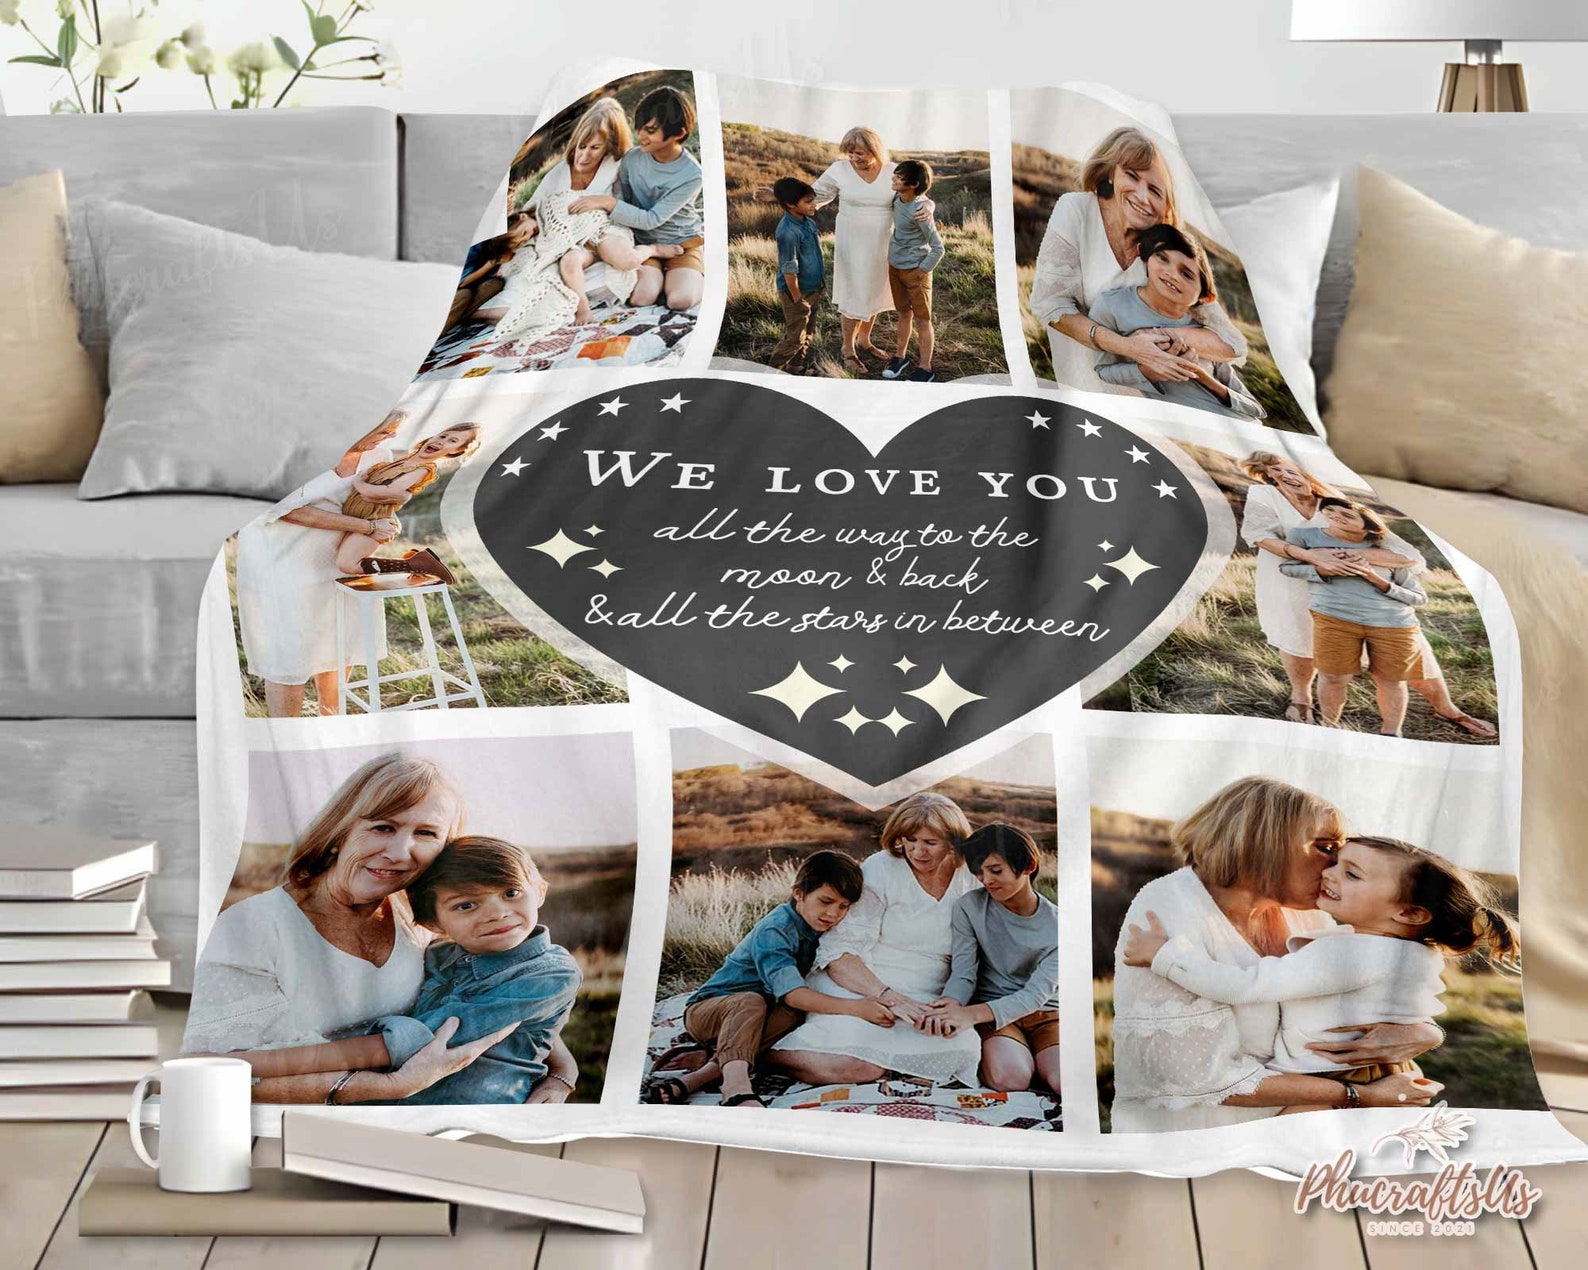 We love you
all the way to the
moon & back
& all the stars in between
PhucraftsUs
SINCE 2021